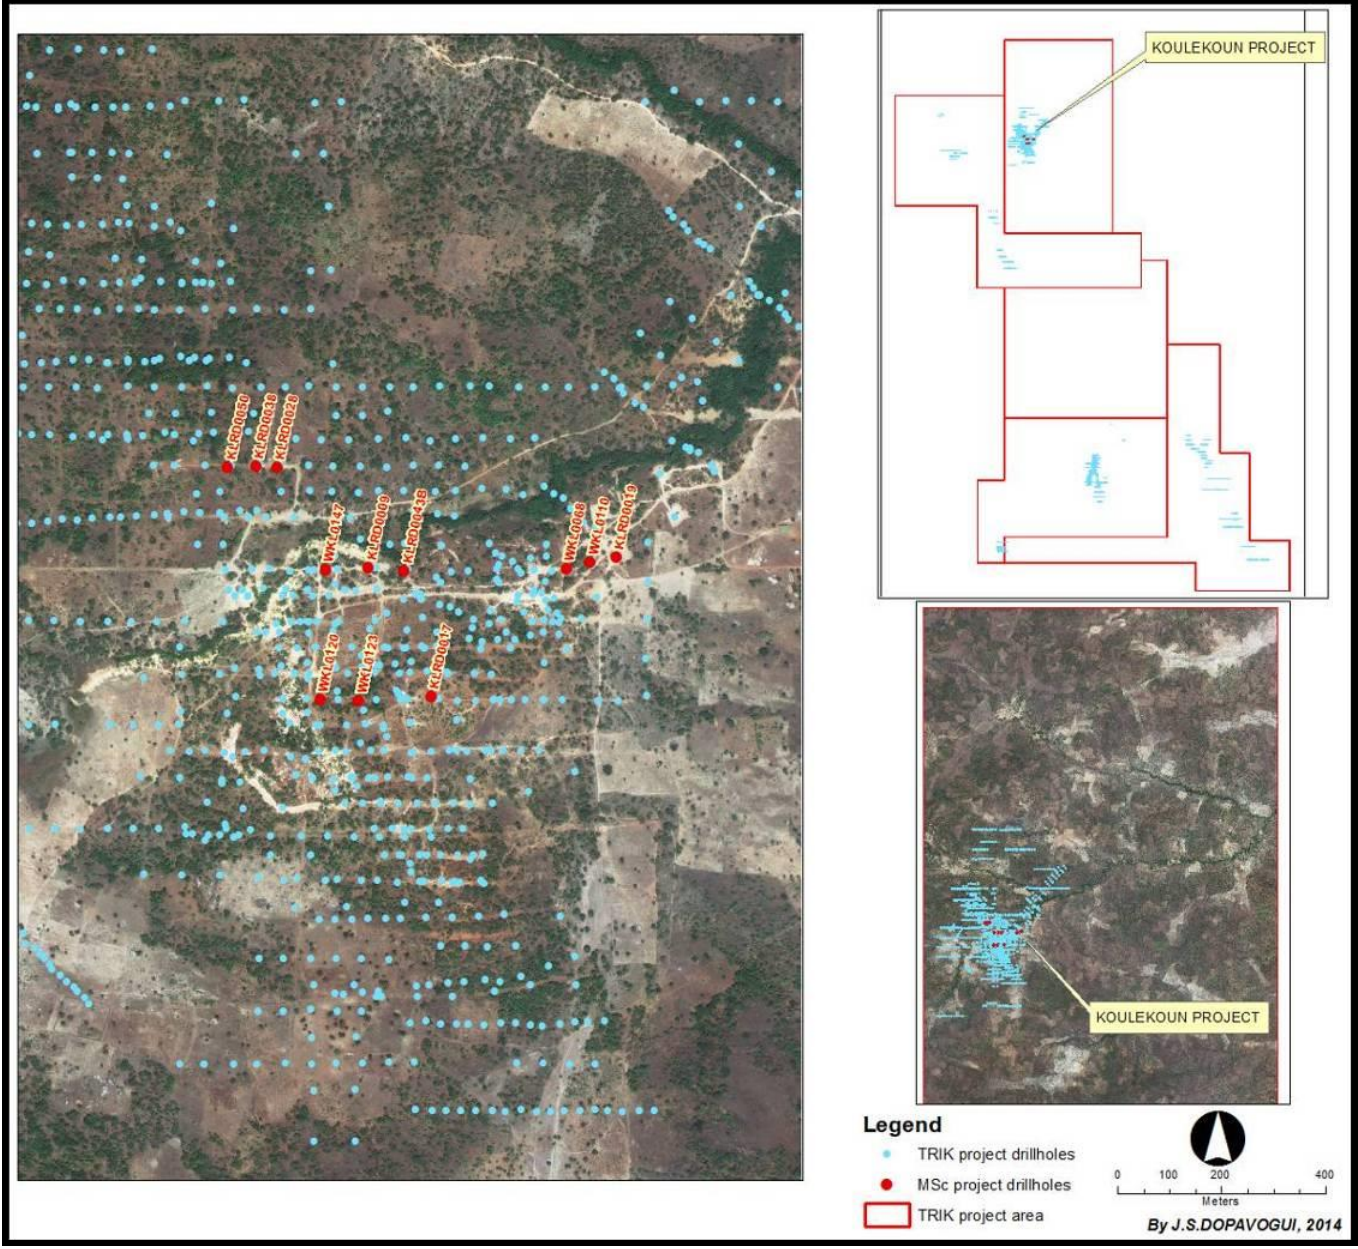 KOULEKOUN PROJECT
KLRD0050
KLRD0038
KLRD0028
WKL0147
KLRD0009
KLRD0043B
WKL0068
WKL0110
KLRD0019
WKL0120
WKL0123
KLRD0017
KOULEKOUN PROJECT
Legend
TRIK project drillholes
MSc project drillholes
TRIK project area
0 100 200 400
Meters
By J.S.DOPAVOGUI, 2014